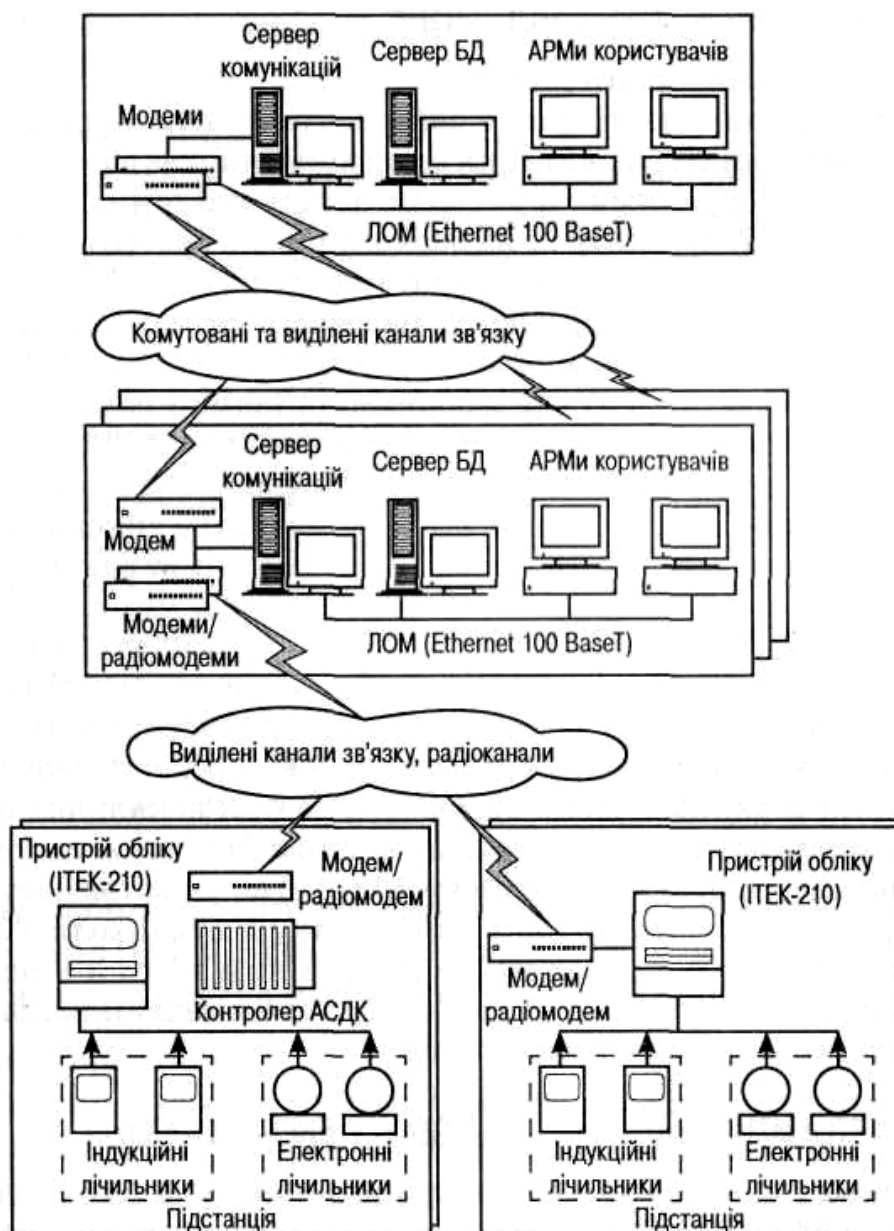 Сервер
комунікацій
Сервер БД
АРМи користувачів
Модеми
ЛОМ (Ethernet 100 BaseT)
Комутовані та виділені канали зв'язку
Сервер
комунікацій
Сервер БД
АРМи користувачів
Модем
Модеми/
радіомодеми
ЛОМ (Ethernet 100 BaseT)
Виділені канали зв'язку, радіоканали
Пристрій обліку
(ІТЕК-210)
Модем/
радіомодем
Контролер АСДК
Індукційні
лічильники
Електронні
лічильники
Підстанція
Пристрій обліку
(ІТЕК-210)
Модем/
радіомодем
Індукційні
лічильники
Електронні
лічильники
Підстанція